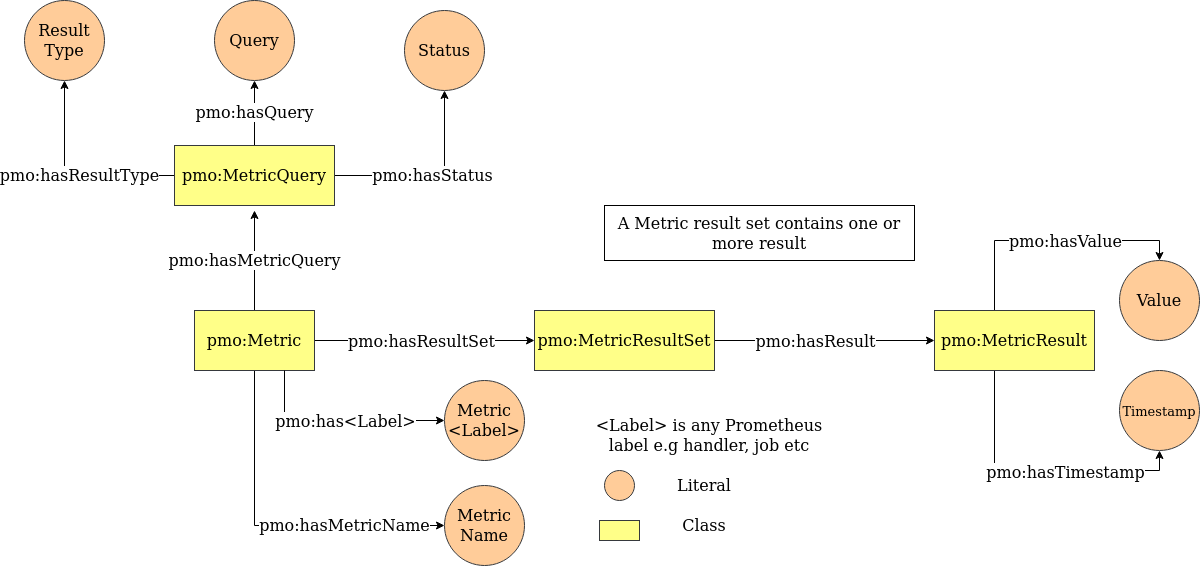 Result
Type
Query
Status
pmo:hasQuery
pmo:hasResultType
pmo:MetricQuery
pmo:hasStatus
A Metric result set contains one or
more result
pmo:hasMetricQuery
pmo:hasValue
Value
pmo:Metric
pmo:hasResultSet
pmo:MetricResultSet
pmo:hasResult
pmo:MetricResult
pmo:has<Label>
Metric
<Label>
<Label> is any Prometheus
label e.g handler, job etc
Timestamp
pmo:hasTimestamp
Literal
pmo:hasMetricName
Metric
Name
Class